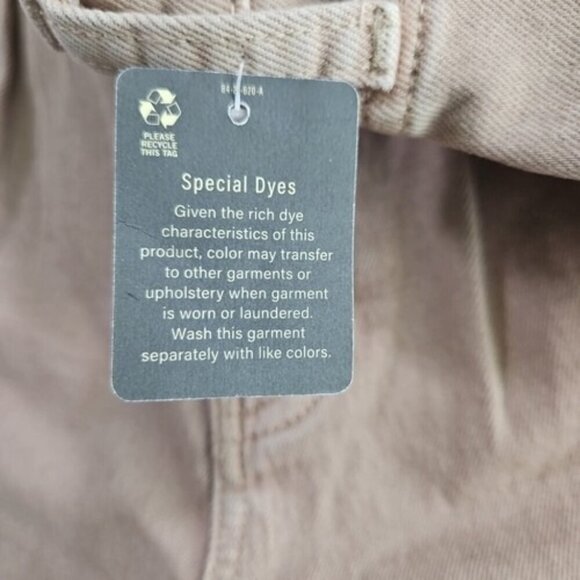 PLEASE
RECYCLE
THIS TAG
Special Dyes
Given the rich dye
characteristics of this
product, color may transfer
to other garments or
upholstery when garment
is worn or laundered.
Wash this garment
separately with like colors.